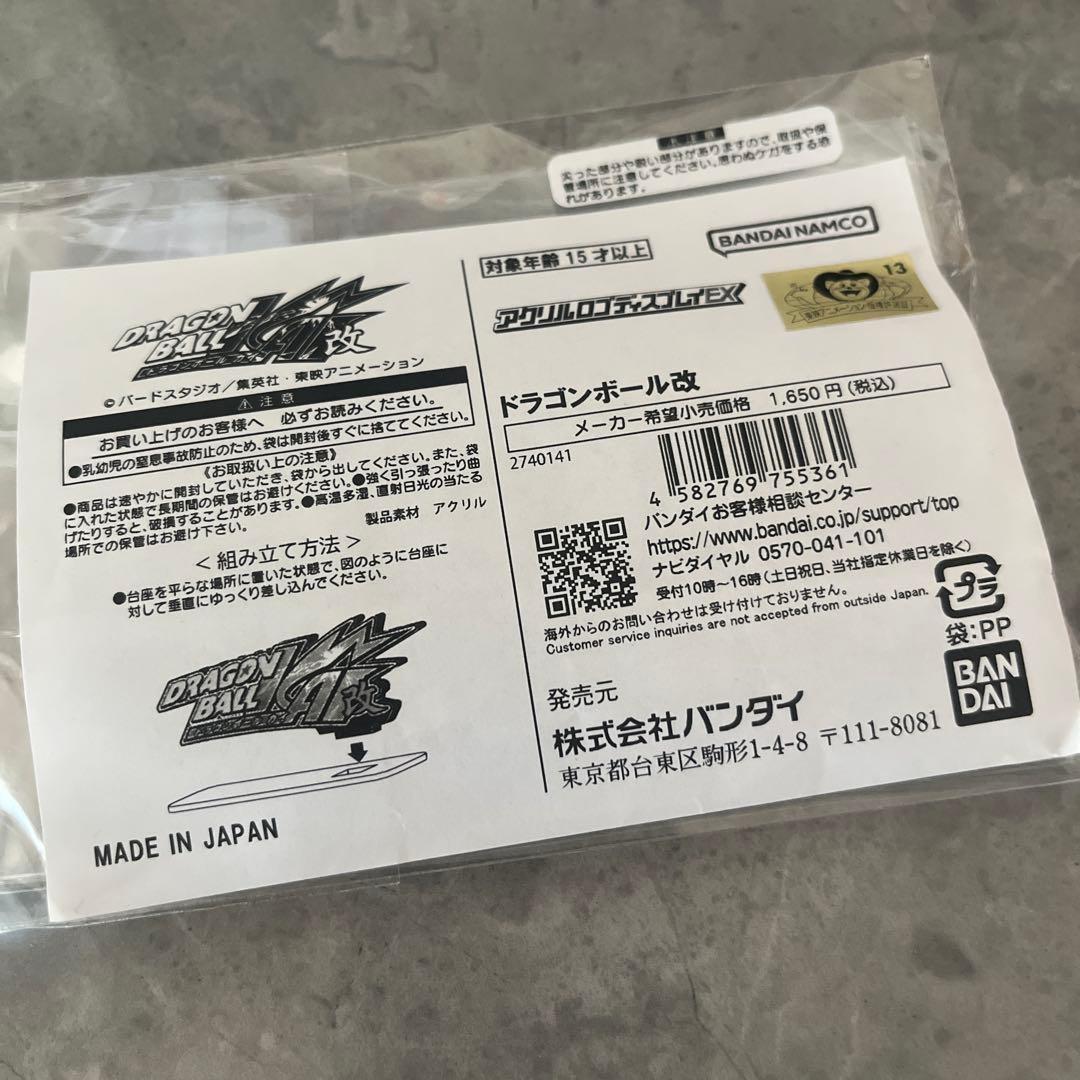 尖った部分や鋭い部分がありますので、取扱や保
管場所に注意してください。思わぬケガをする恐
れがあります。
DRAGON
BALL
改
ドラゴンボール カイ
©バードスタジオ/集英社・東映アニメーション
⚠注意
お買い上げのお客様へ 必ずお読みください。
●乳幼児の窒息事故防止のため、袋は開封後すぐに捨ててください。
《お取扱い上の注意》
●商品は速やかに開封していただき、袋から出してください。また、袋
に入れた状態で長期間の保管はお避けください。●強く引っ張ったり曲
げたりすると、破損することがあります。●高温多湿、直射日光の当たる
場所での保管はお避け下さい。
製品素材 アクリル
<組み立て方法>
●台座を平らな場所に置いた状態で、図のように台座に
対して垂直にゆっくり差し込んでください。
DRAGON
BALL
改
MADE IN JAPAN
対象年齢15才以上
BANDAI NAMCO
アクリルロゴディスプレイEX
13
東映アニメーション
ドラゴンボール改
メーカー希望小売価格 1,650円(税込)
2740141
4 582769 755361
バンダイお客様相談センター
https://www.bandai.co.jp/support/top
ナビダイヤル 0570-041-101
受付10時~16時(土日祝日、当社指定休業日を除く)
海外からのお問い合わせは受け付けておりません。
Customer service inquiries are not accepted from outside Japan.
プラ
袋:PP
発売元
株式会社バンダイ
東京都台東区駒形1-4-8 〒111-8081
BAN
DAI